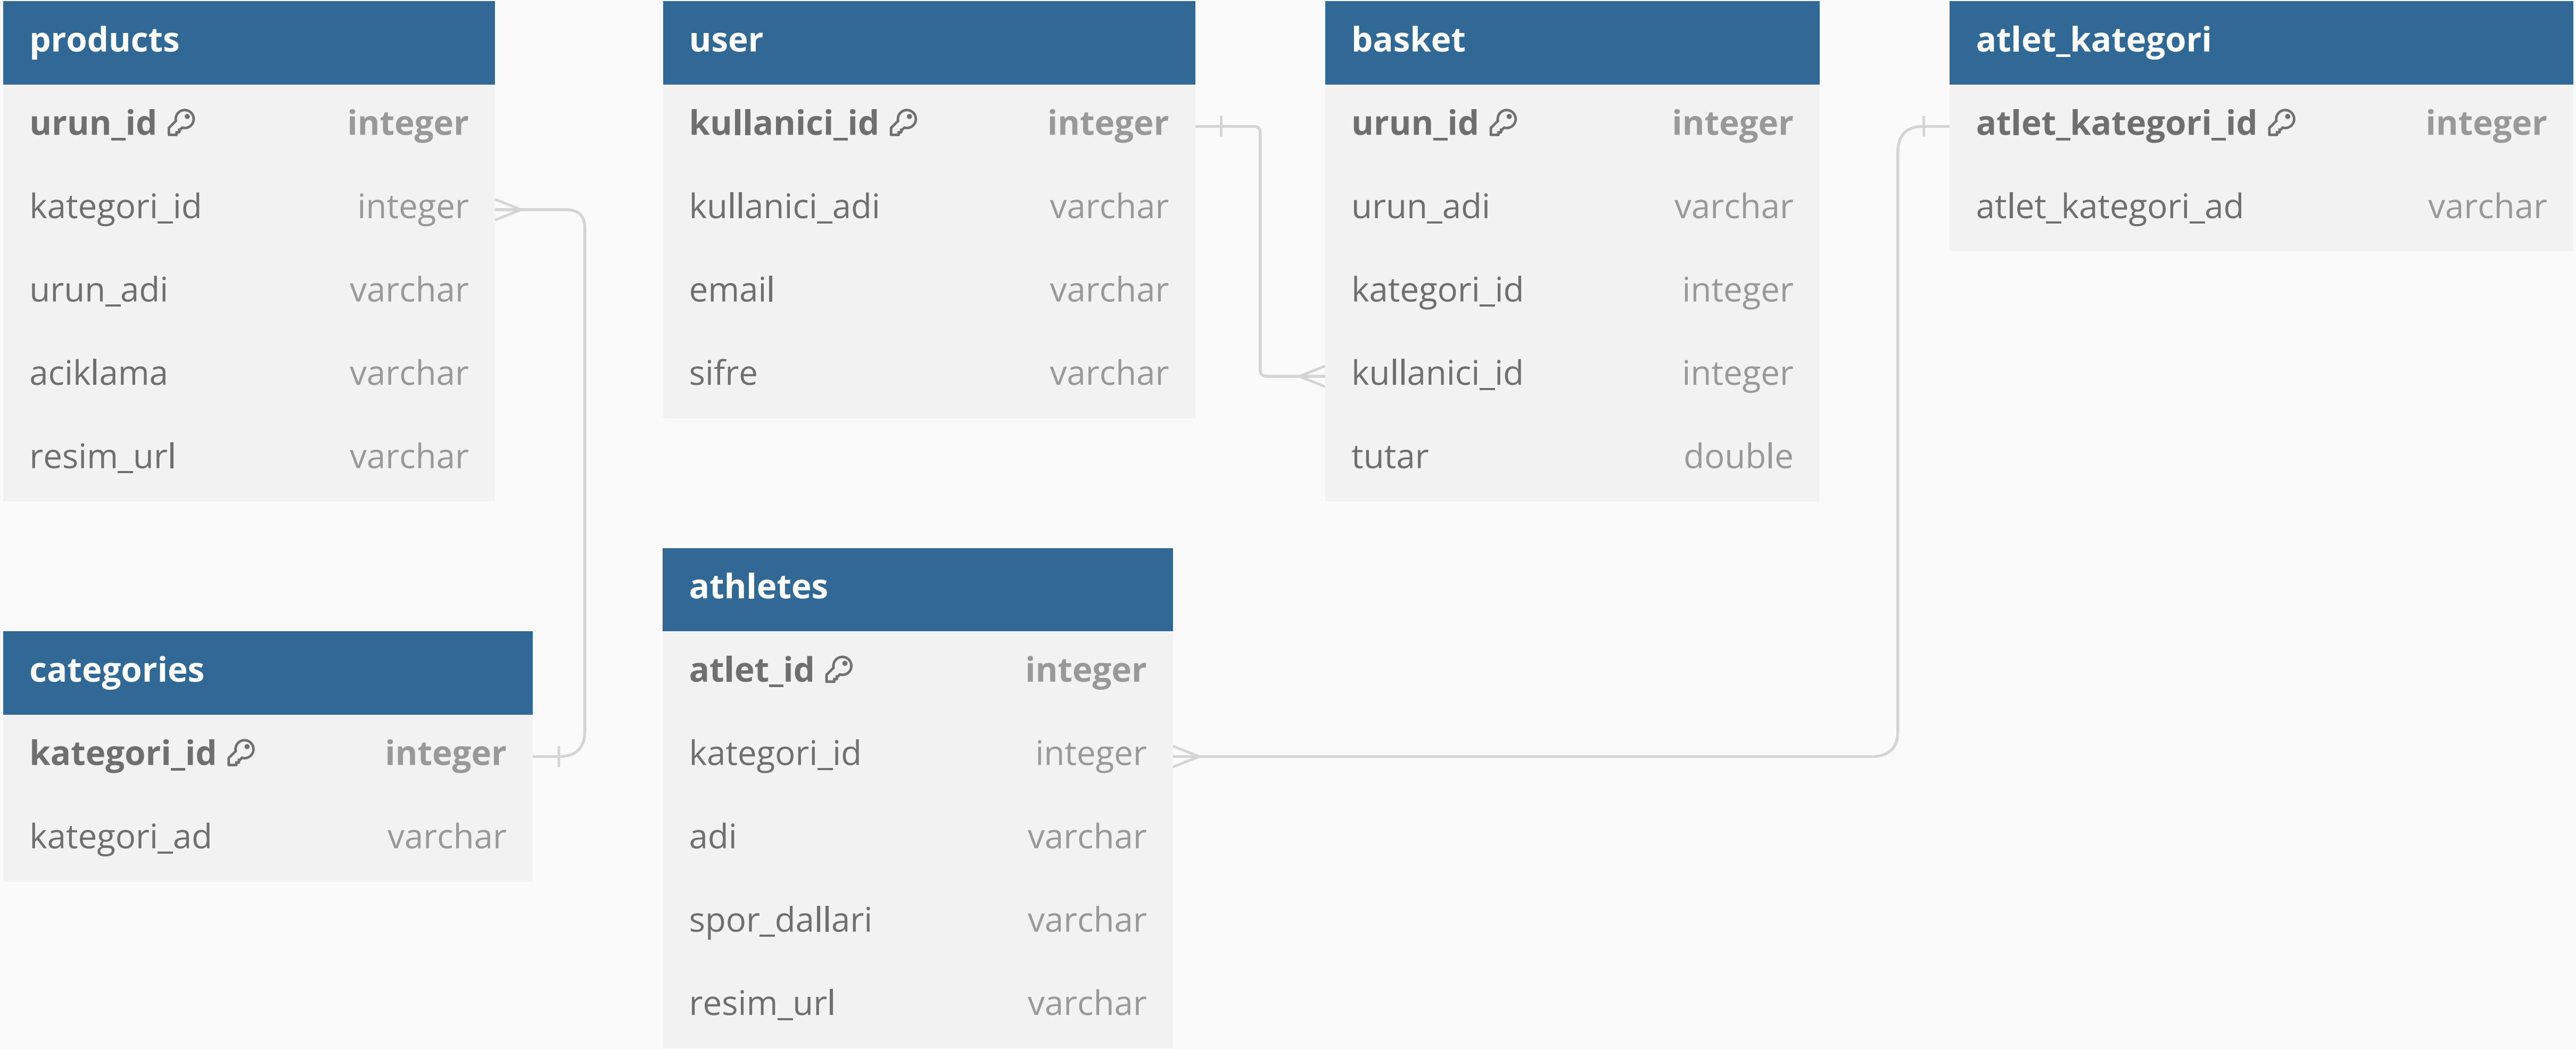 products
urun_id integer
kategori_id integer
urun_adi varchar
aciklama varchar
resim_url varchar
user
kullanici_id integer
kullanici_adi varchar
email varchar
sifre varchar
basket
urun_id integer
urun_adi varchar
kategori_id integer
kullanici_id integer
tutar double
atlet_kategori
atlet_kategori_id integer
atlet_kategori_ad varchar
categories
kategori_id integer
kategori_ad varchar
athletes
atlet_id integer
kategori_id integer
adi varchar
spor_dallari varchar
resim_url varchar